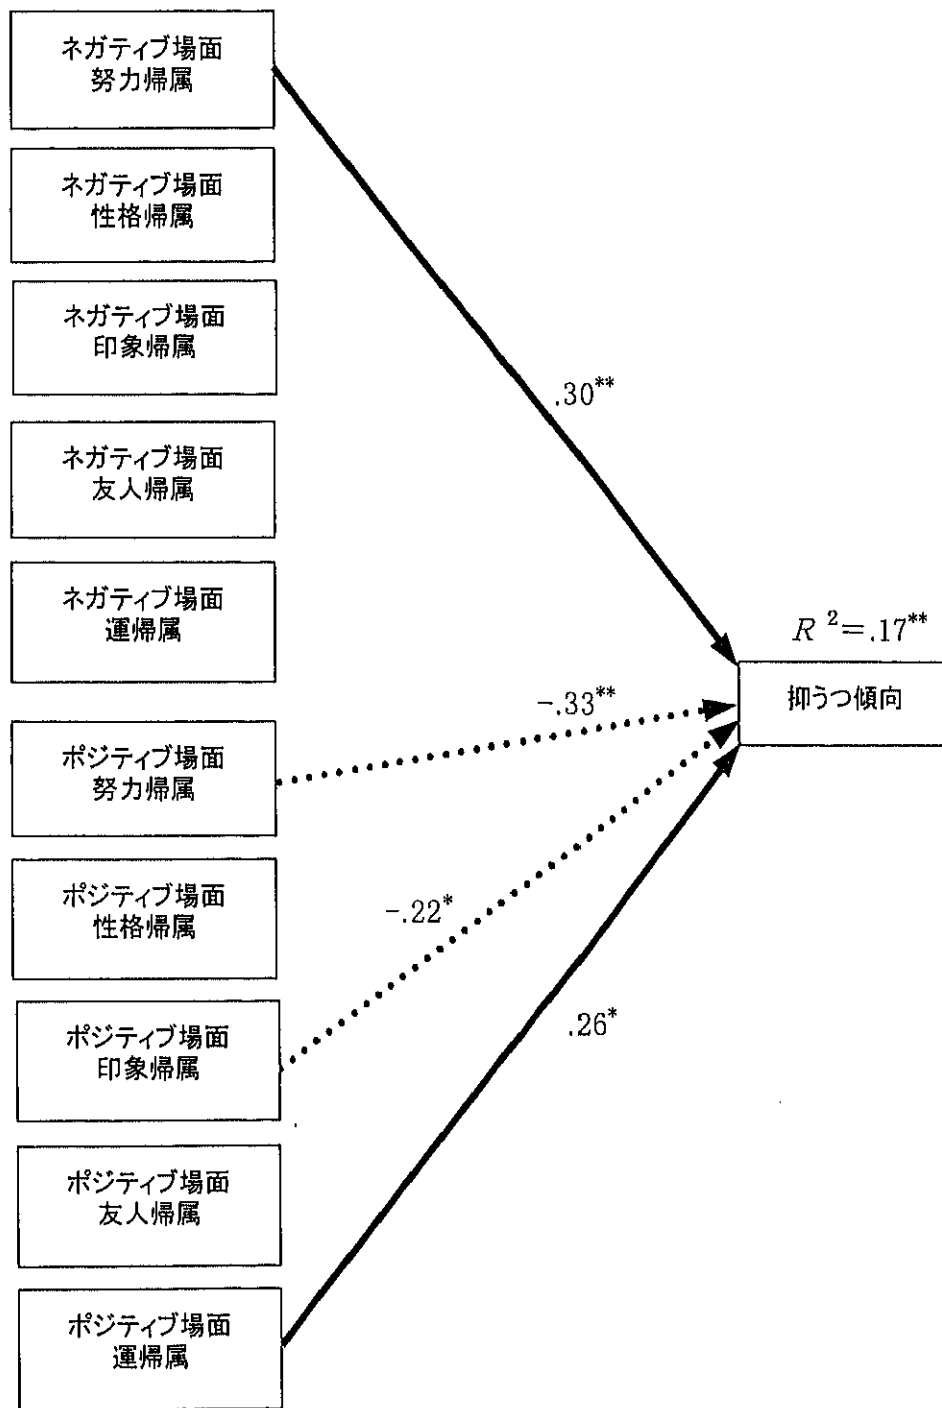 ネガティブ場面
努力帰属
ネガティブ場面
性格帰属
ネガティブ場面
印象帰属
ネガティブ場面
友人帰属
ネガティブ場面
運帰属
ポジティブ場面
努力帰属
ポジティブ場面
性格帰属
ポジティブ場面
印象帰属
ポジティブ場面
友人帰属
ポジティブ場面
運帰属
.30**
-.33**
-.22*
.26*
R ²=.17**
抑うつ傾向